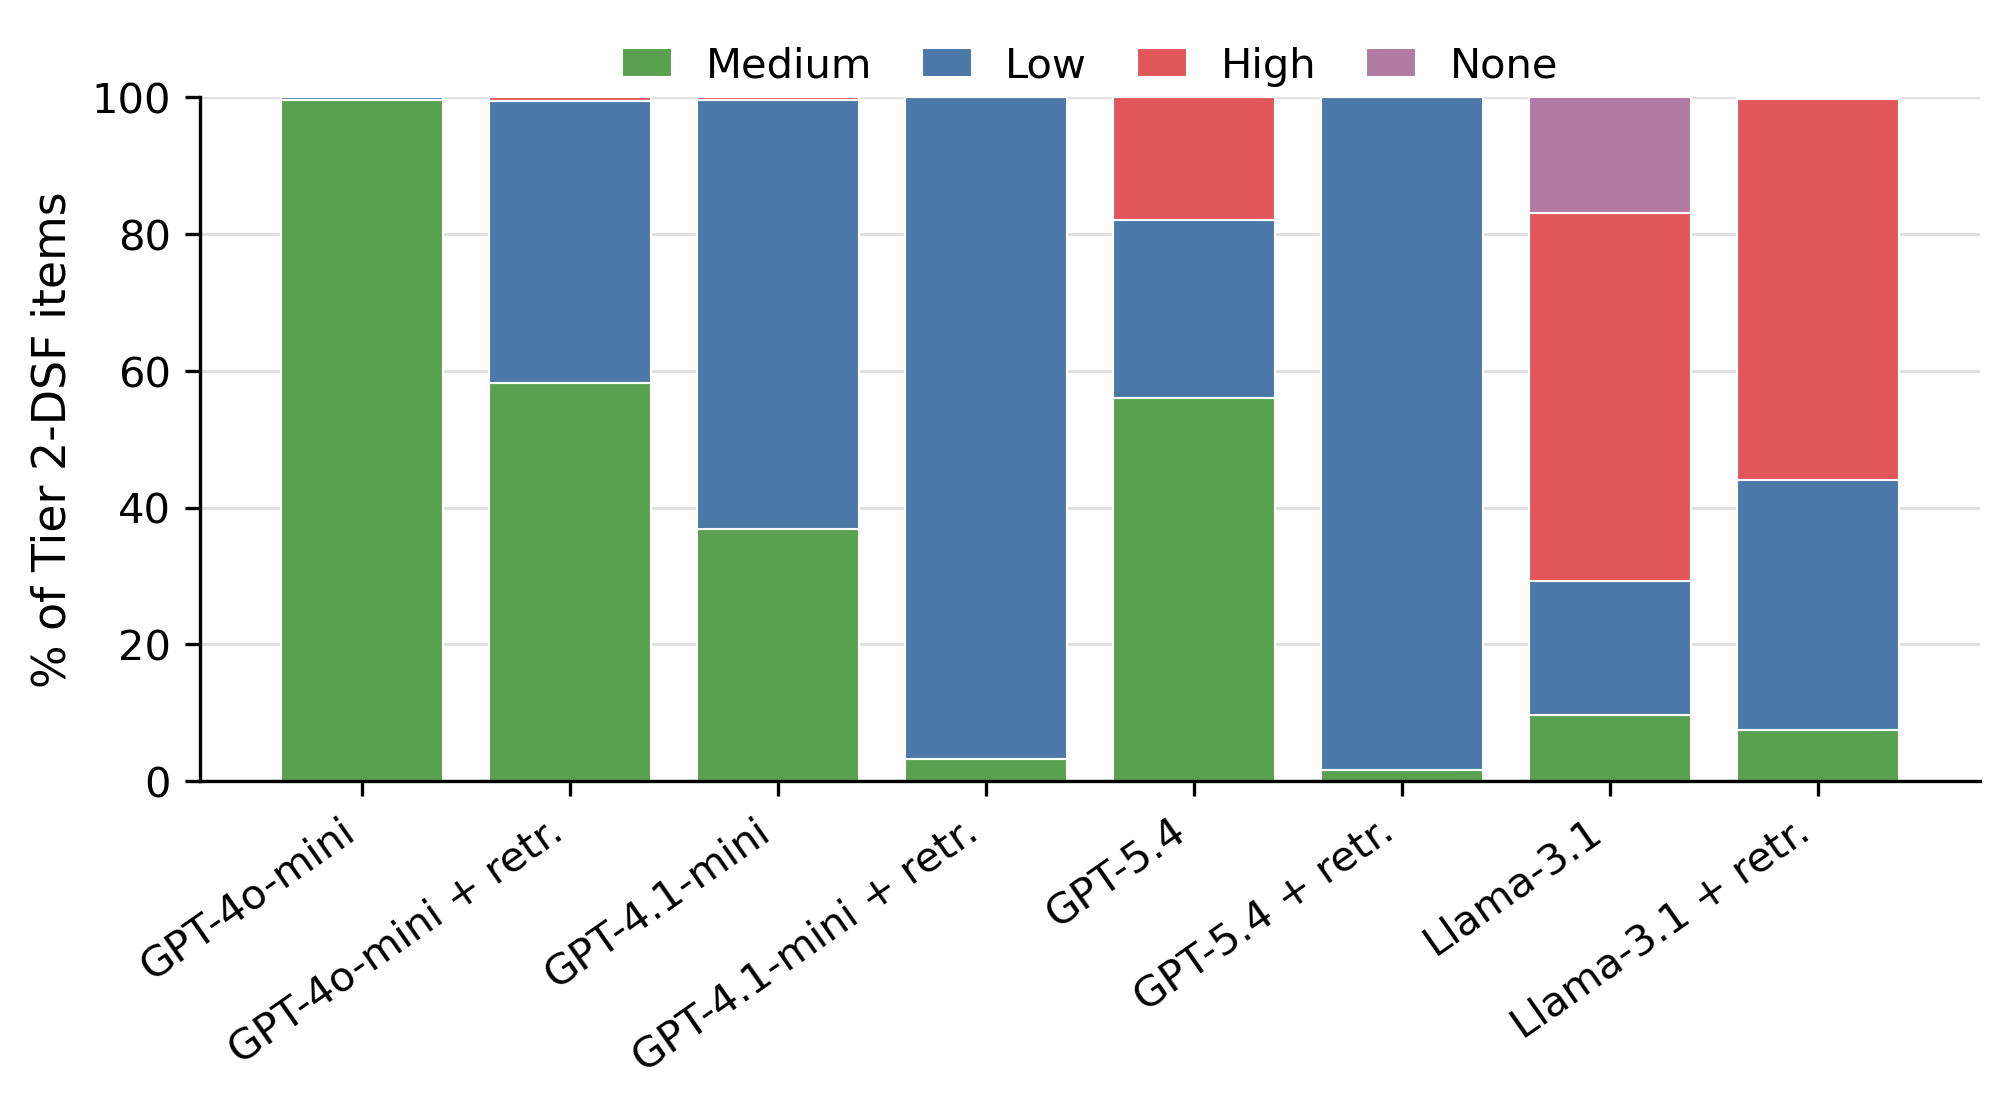 Medium Low High None
% of Tier 2-DSF items
100
80
60
40
20
0
GPT-4o-mini
GPT-4o-mini + retr.
GPT-4.1-mini
GPT-4.1-mini + retr.
GPT-5.4
GPT-5.4 + retr.
Llama-3.1
Llama-3.1 + retr.